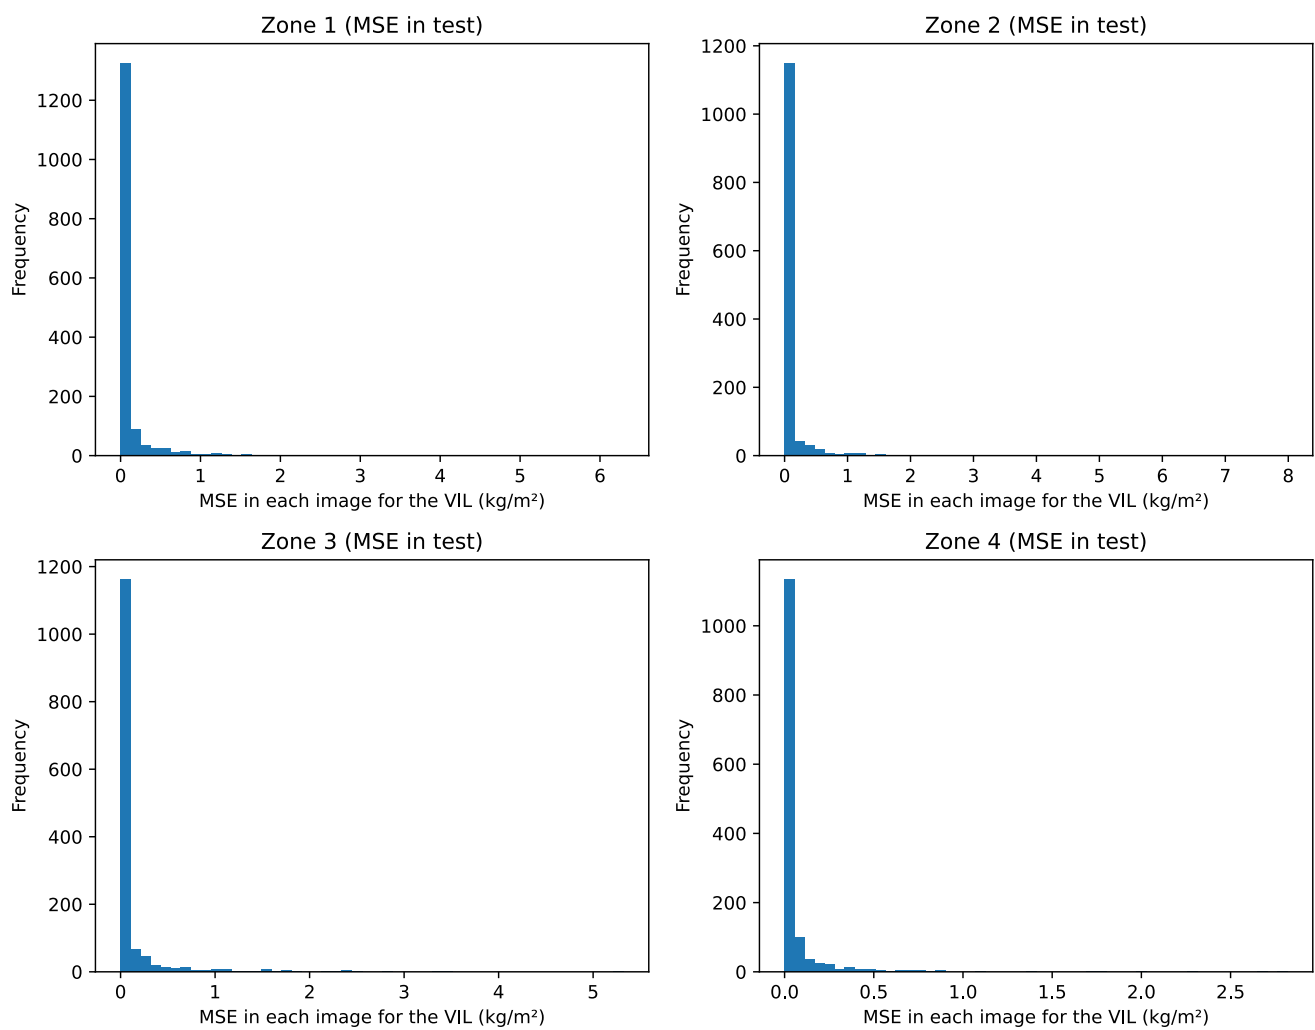 Zone 1 (MSE in test)
Frequency
1200
1000
800
600
400
200
0
0 1 2 3 4 5 6
MSE in each image for the VIL (kg/m²)
Zone 2 (MSE in test)
Frequency
1200
1000
800
600
400
200
0
0 1 2 3 4 5 6 7 8
MSE in each image for the VIL (kg/m²)
Zone 3 (MSE in test)
Frequency
1200
1000
800
600
400
200
0
0 1 2 3 4 5
MSE in each image for the VIL (kg/m²)
Zone 4 (MSE in test)
Frequency
1000
800
600
400
200
0
0.0 0.5 1.0 1.5 2.0 2.5
MSE in each image for the VIL (kg/m²)